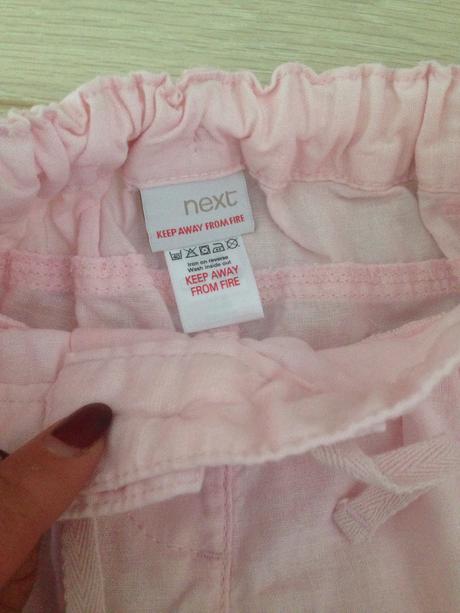 next
KEEP AWAY FROM FIRE
Iron on reverse
Wash inside out
KEEP AWAY
FROM FIRE